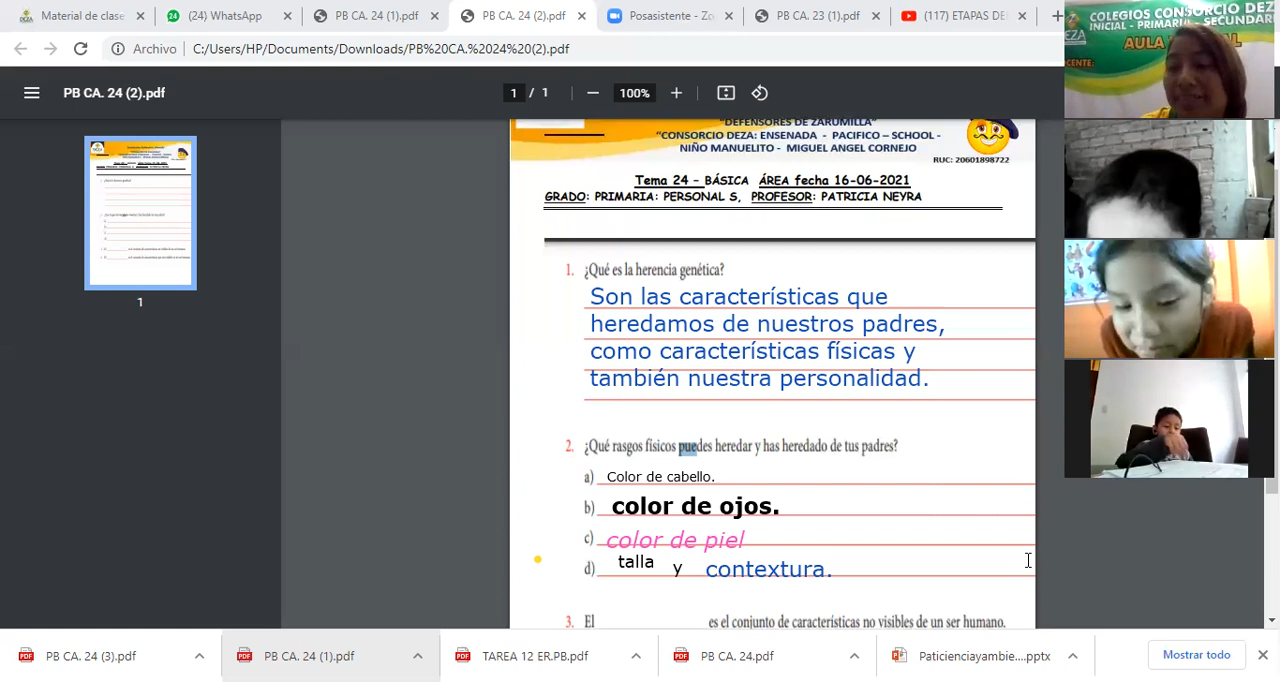 Material de clase
(24) WhatsApp
PB CA. 24 (1).pdf
PB CA. 24 (2).pdf
Posasistente - Zo
PB CA. 23 (1).pdf
(117) ETAPAS DE
Archivo
C:/Users/HP/Documents/Downloads/PB%20CA.%2024%20(2).pdf
COLEGIOS CONSORCIO DEZA
INICIAL - PRIMARIA - SECUNDARI
AULA
PB CA. 24 (2).pdf
1 / 1
100%
"DEFENSORES DE ZARUMILLA"
"CONSORCIO DEZA: ENSENADA - PACIFICO – SCHOOL -
NIÑO MANUELITO - MIGUEL ANGEL CORNEJO
RUC: 20601898722
Tema 24 – BÁSICA ÁREA fecha 16-06-2021
GRADO: PRIMARIA: PERSONAL S, PROFESOR: PATRICIA NEYRA
1. ¿Qué es la herencia genética?
Son las características que
heredamos de nuestros padres,
como características físicas y
también nuestra personalidad.
2. ¿Qué rasgos físicos puedes heredar y has heredado de tus padres?
a) Color de cabello.
b) color de ojos.
c) color de piel
d) talla y contextura.
3. El es el conjunto de características no visibles de un ser humano.
1
PB CA. 24 (3).pdf
PB CA. 24 (1).pdf
TAREA 12 ER.PB.pdf
PB CA. 24.pdf
Paticienciayambie....pptx
Mostrar todo